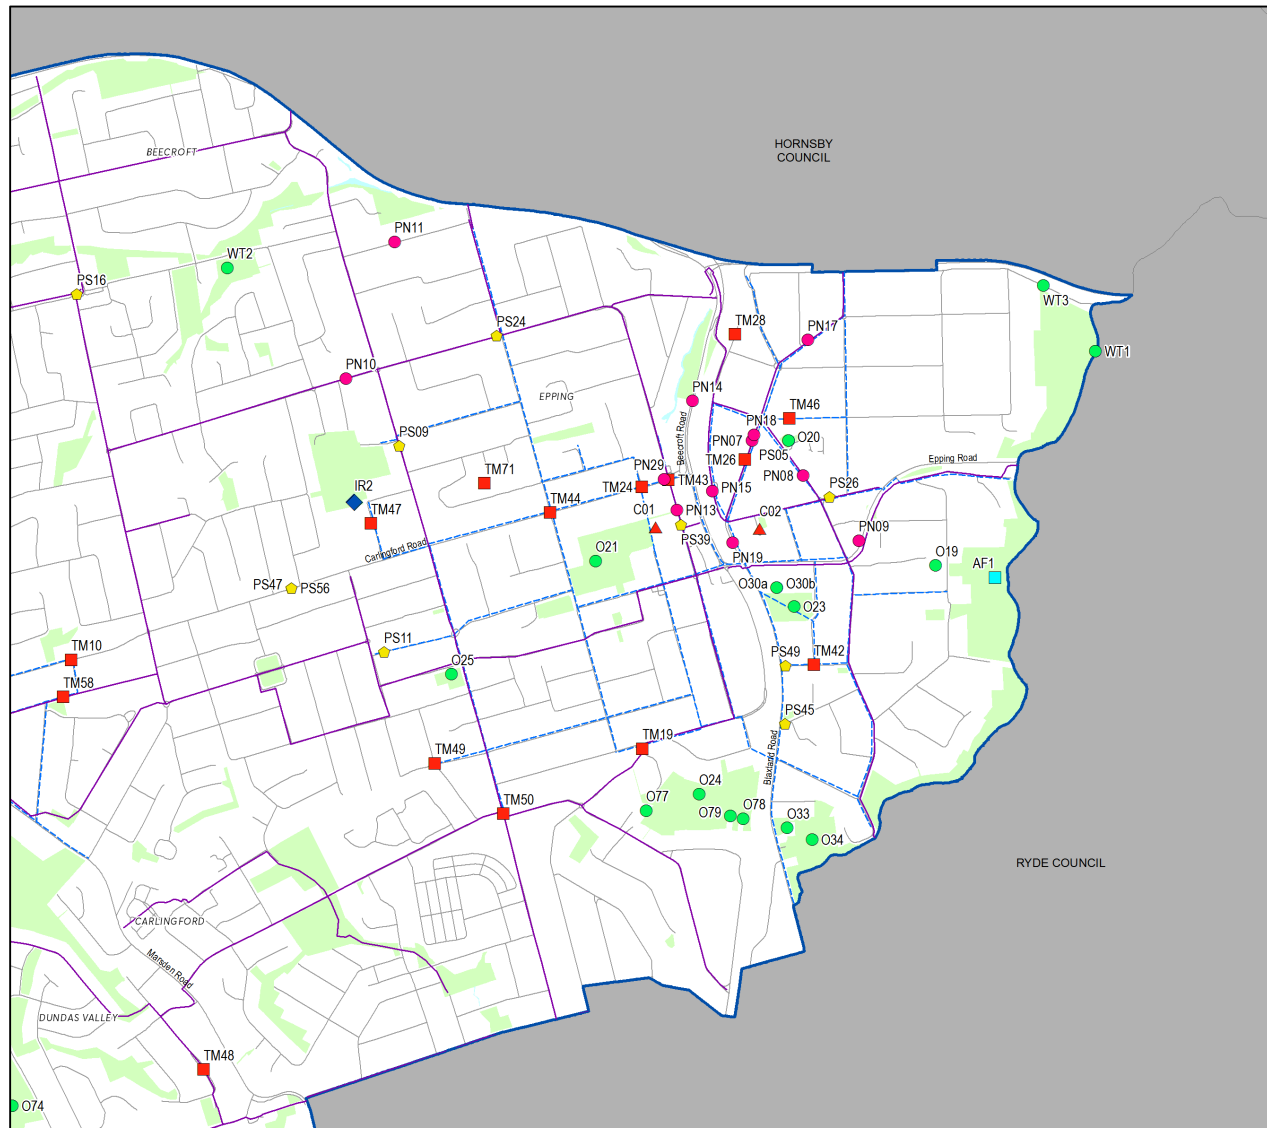 HORNSBY
COUNCIL
BEECROFT
PN11
WT2
PS16
WT3
PS24
TM28
PN17
WT1
PN10
EPPING
PN14
TM46
Beecroft Road
PN18
PS09
PN07
O20
PS05
TM26
Epping Road
PN29
TM71
TM43
PN08
IR2
TM24
PN15
PS26
TM44
TM47
C01
PN13
C02
PN09
Carlingford Road
PS39
PN19
O21
O19
AF1
PS47
PS56
O30a
O30b
O23
PS11
TM10
O25
PS49
TM42
TM58
PS45
TM19
TM49
Blaxland Road
O24
TM50
O77
O79
O78
O33
O34
RYDE COUNCIL
CARLINGFORD
Marsden Road
DUNDAS VALLEY
TM48
O74